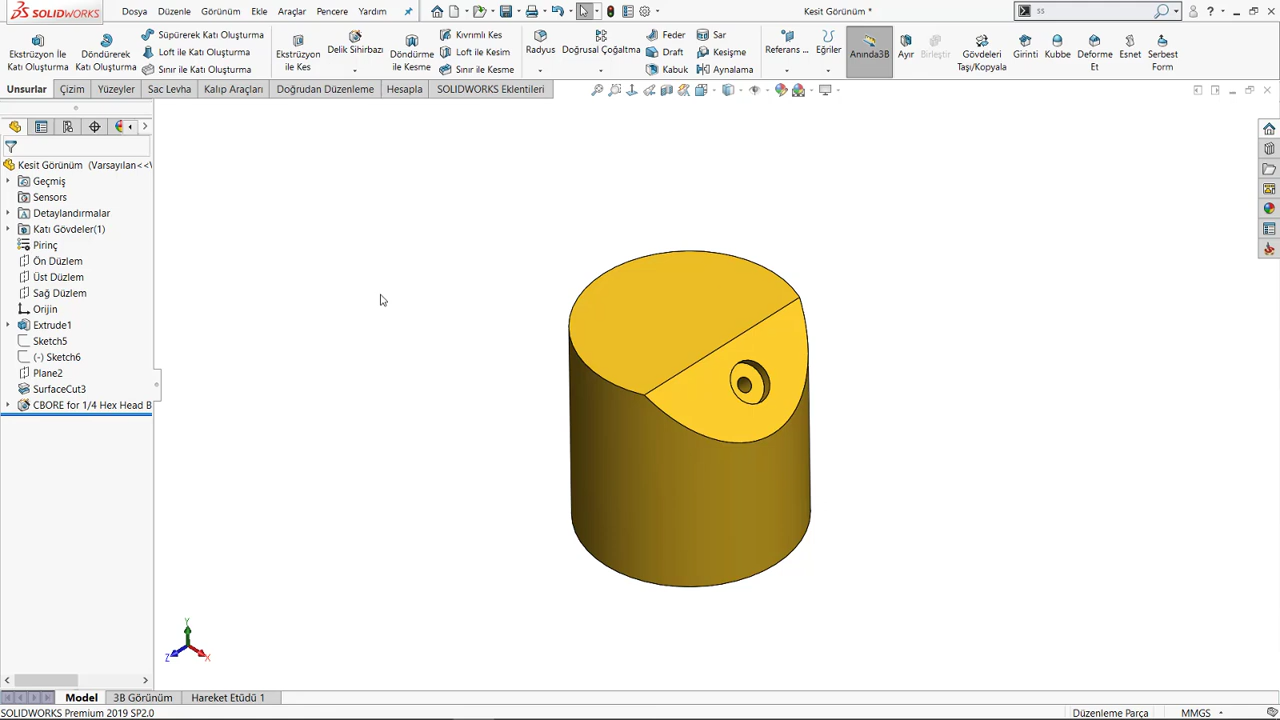 SOLIDWORKS
Dosya Düzenle Görünüm Ekle Araçlar Pencere Yardım
Kesit Görünüm *
ss
Ekstrüzyon İle Katı Oluşturma
Döndürerek Katı Oluşturma
Süpürerek Katı Oluşturma
Loft ile Katı Oluşturma
Sınır ile Katı Oluşturma
Ekstrüzyon ile Kes
Delik Sihirbazı
Döndürme ile Kesme
Kıvrımlı Kes
Loft ile Kesim
Sınır ile Kesme
Radyus
Doğrusal Çoğaltma
Feder
Draft
Kabuk
Sar
Kesişme
Aynalama
Referans ..
Eğriler
Anında3B
Ayır
Birleştir
Gövdeleri Taşı/Kopyala
Girinti
Kubbe
Deforme Et
Esnet
Serbest Form
Unsurlar Çizim Yüzeyler Sac Levha Kalıp Araçları Doğrudan Düzenleme Hesapla SOLIDWORKS Eklentileri
Kesit Görünüm (Varsayılan<<V
Geçmiş
Sensors
Detaylandırmalar
Katı Gövdeler(1)
Pirinç
Ön Düzlem
Üst Düzlem
Sağ Düzlem
Orijin
Extrude1
Sketch5
(-) Sketch6
Plane2
SurfaceCut3
CBORE for 1/4 Hex Head B
Y
Z
X
Model 3B Görünüm Hareket Etüdü 1
SOLIDWORKS Premium 2019 SP2.0
Düzenleme Parça
MMGS